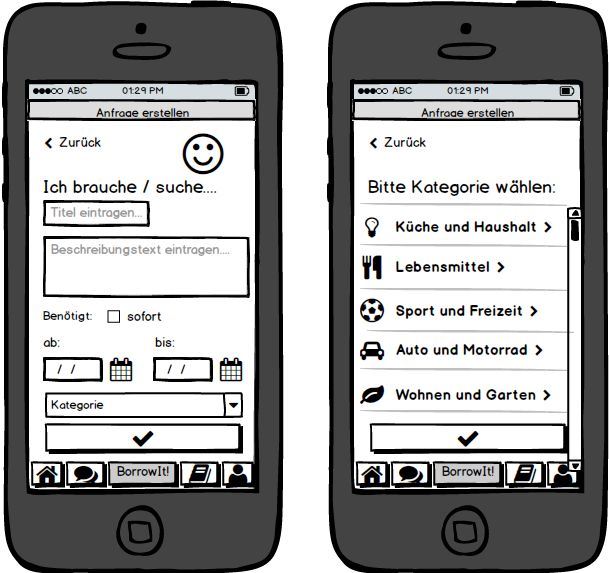 ABC 01:29 PM
Anfrage erstellen
Zurück
Ich brauche / suche....
Titel eintragen...
Beschreibungstext eintragen....
Benötigt: sofort
ab: bis:
/ / / /
Kategorie
BorrowIt!
ABC 01:29 PM
Anfrage erstellen
Zurück
Bitte Kategorie wählen:
Küche und Haushalt
Lebensmittel
Sport und Freizeit
Auto und Motorrad
Wohnen und Garten
BorrowIt!